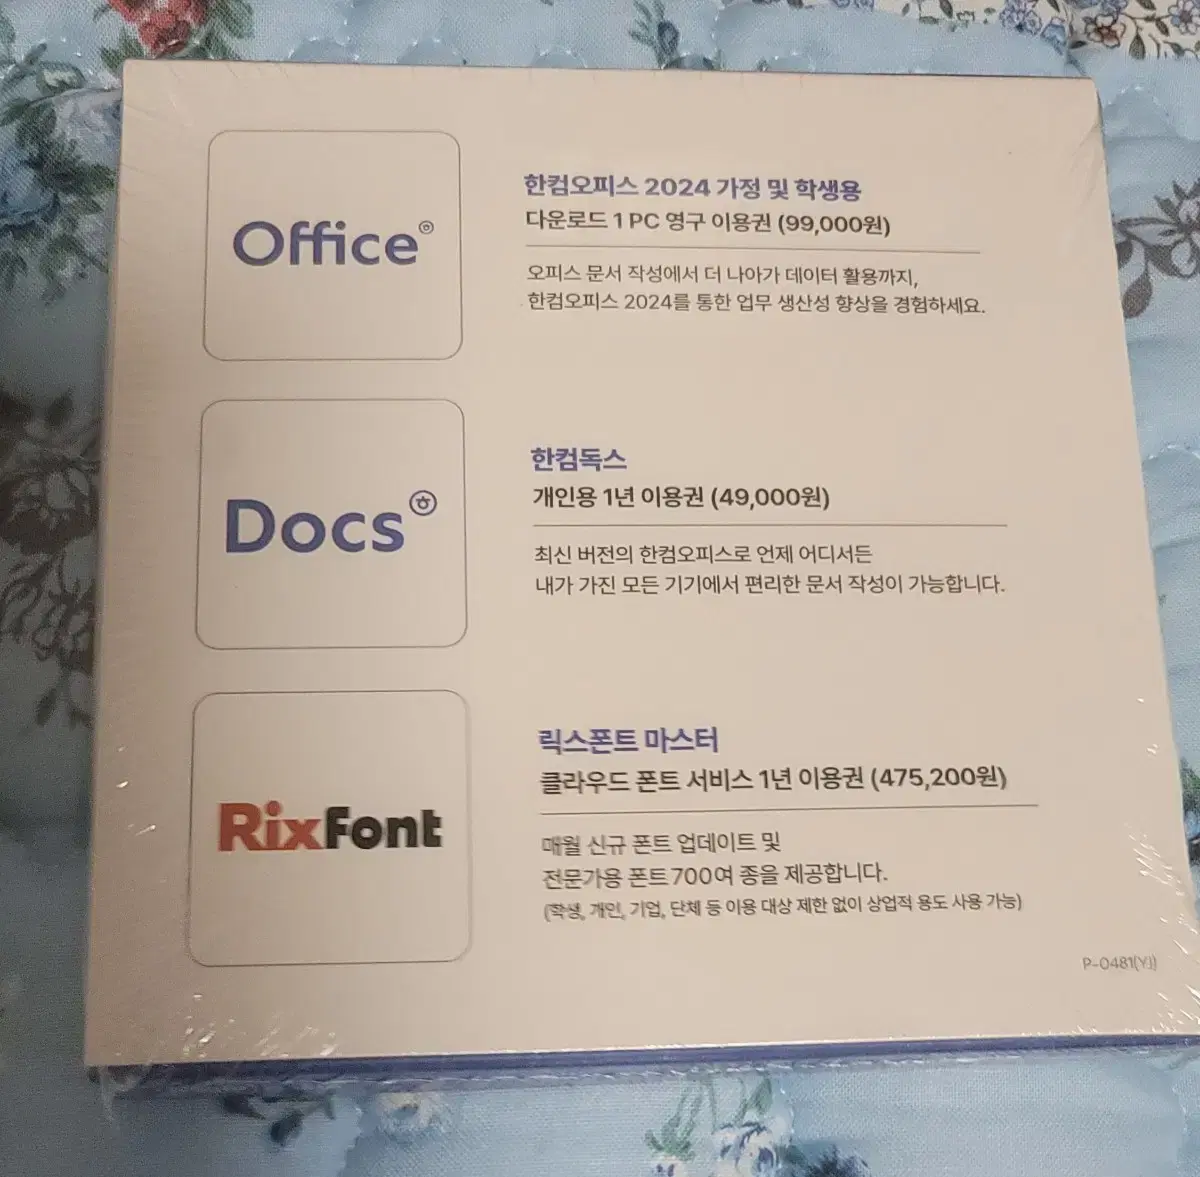 Office
한컴오피스 2024 가정 및 학생용
다운로드 1 PC 영구 이용권 (99,000원)
오피스 문서 작성에서 더 나아가 데이터 활용까지,
한컴오피스 2024를 통한 업무 생산성 향상을 경험하세요.
Docs ㅎ
한컴독스
개인용 1년 이용권 (49,000원)
최신 버전의 한컴오피스로 언제 어디서든
내가 가진 모든 기기에서 편리한 문서 작성이 가능합니다.
RixFont
릭스폰트 마스터
클라우드 폰트 서비스 1년 이용권 (475,200원)
매월 신규 폰트 업데이트 및
전문가용 폰트 700여 종을 제공합니다.
(학생, 개인, 기업, 단체 등 이용 대상 제한 없이 상업적 용도 사용 가능)
P-0481(YJ)